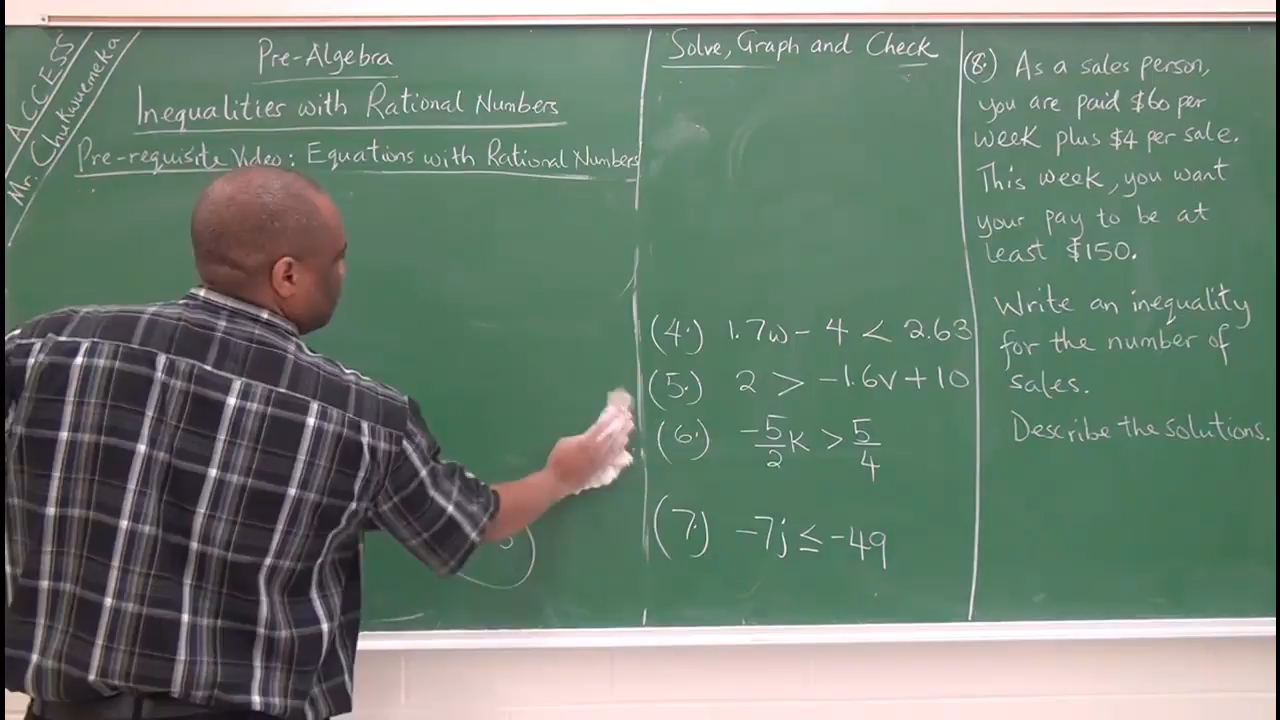 ACCESS
Mr. Chukwuemeka
Pre-Algebra
Inequalities with Rational Numbers
Pre-requisite Video: Equations with Rational Numbers
Solve, Graph and Check
(4.) 1.7w - 4 < 2.63
(5.) 2 > -1.6v + 10
(6.) -5/2 k > 5/4
(7.) -7j ≤ -49
(8.) As a sales person,
you are paid $60 per
week plus $4 per sale.
This week, you want
your pay to be at
least $150.
Write an inequality
for the number of
sales.
Describe the solutions.